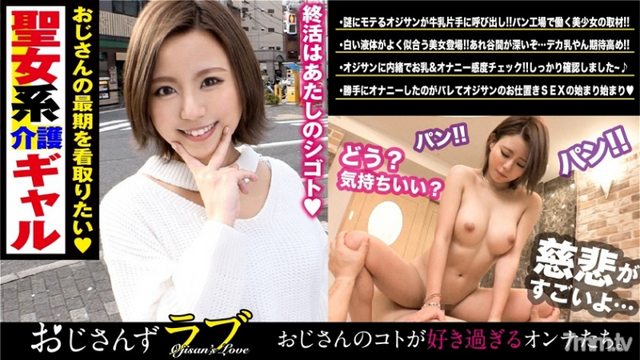 おじさんの最期を看取りたい♥
聖女系
介護
ギャル
終活はあたしのシゴト♥
・謎にモテるオジサンが牛乳片手に呼び出し!!パン工場で働く美少女の取材!!
・白い液体がよく似合う美女登場!!あれ谷間が深いぞ…デカ乳やん期待高め!!
・オジサンに内緒でお乳&オナニー感度チェック!!しっかり確認しました~♪
・勝手にオナニーしたのがバレてオジサンのお仕置きSEXの始まり始まり♥
どう?
気持ちいい?
パン!!
パン!!
慈悲が
すごいよ…
おじさんずラブ
Ojisan's Love
おじさんのコトが好き過ぎるオンナたち。